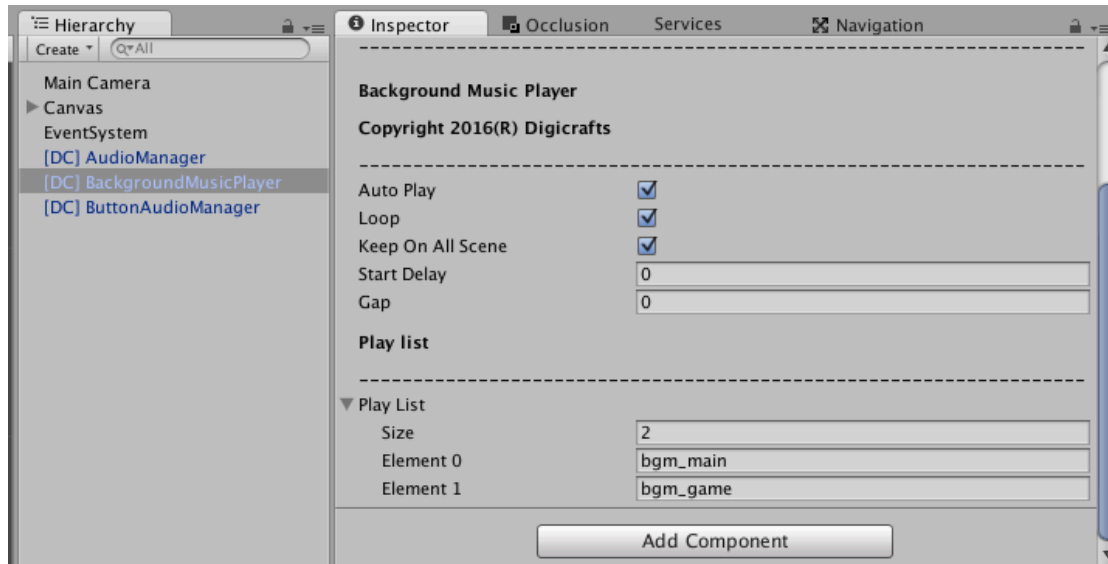 Hierarchy
Create
All
Main Camera
Canvas
EventSystem
[DC] AudioManager
[DC] BackgroundMusicPlayer
[DC] ButtonAudioManager
Inspector Occlusion Services Navigation
--------------------------------------------------------------------------
Background Music Player
Copyright 2016(R) Digicrafts
--------------------------------------------------------------------------
Auto Play
Loop
Keep On All Scene
Start Delay 0
Gap 0
Play list
--------------------------------------------------------------------------
Play List
Size 2
Element 0 bgm_main
Element 1 bgm_game
Add Component